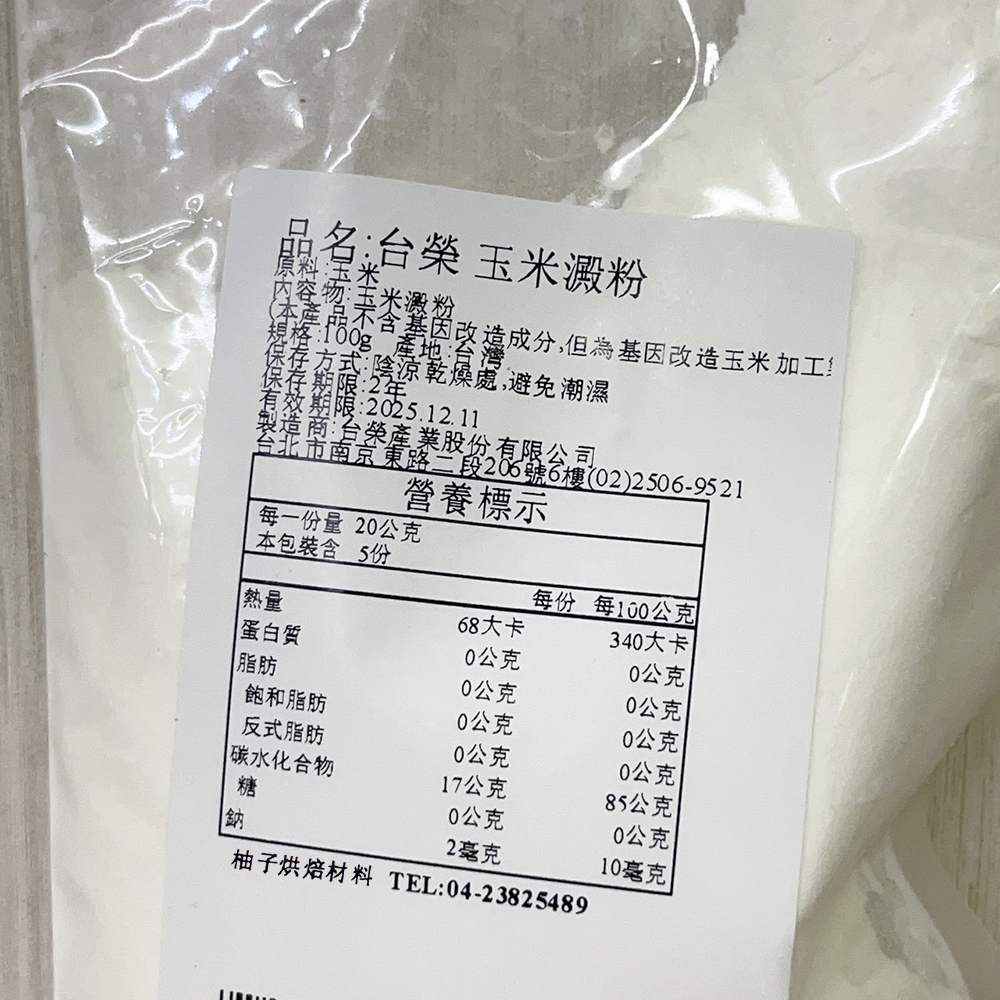 品名:台榮 玉米澱粉
原料:玉米
內容物:玉米澱粉
(本產品不含基因改造成分,但為基因改造玉米加工
規格:100g 產地:台灣
保存方式:陰涼乾燥處,避免潮濕
保存期限:2年
有效期限:2025.12.11
製造商:台榮產業股份有限公司
台北市南京東路二段206號6樓(02)2506-9521
營養標示
每一份量 20公克
本包裝含 5份
每份 每100公克
熱量 68大卡 340大卡
蛋白質 0公克 0公克
脂肪 0公克 0公克
飽和脂肪 0公克 0公克
反式脂肪 0公克 0公克
碳水化合物 17公克 85公克
糖 0公克 0公克
鈉 2毫克 10毫克
柚子烘焙材料 TEL:04-23825489